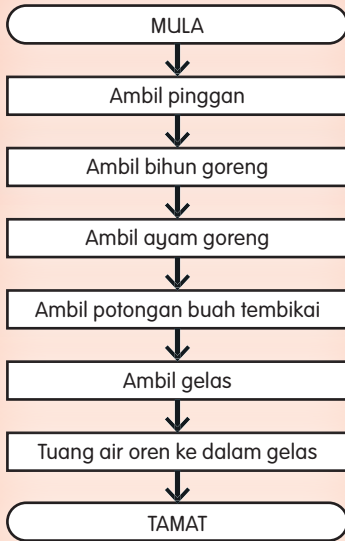 MULA
Ambil pinggan
Ambil bihun goreng
Ambil ayam goreng
Ambil potongan buah tembikai
Ambil gelas
Tuang air oren ke dalam gelas
TAMAT